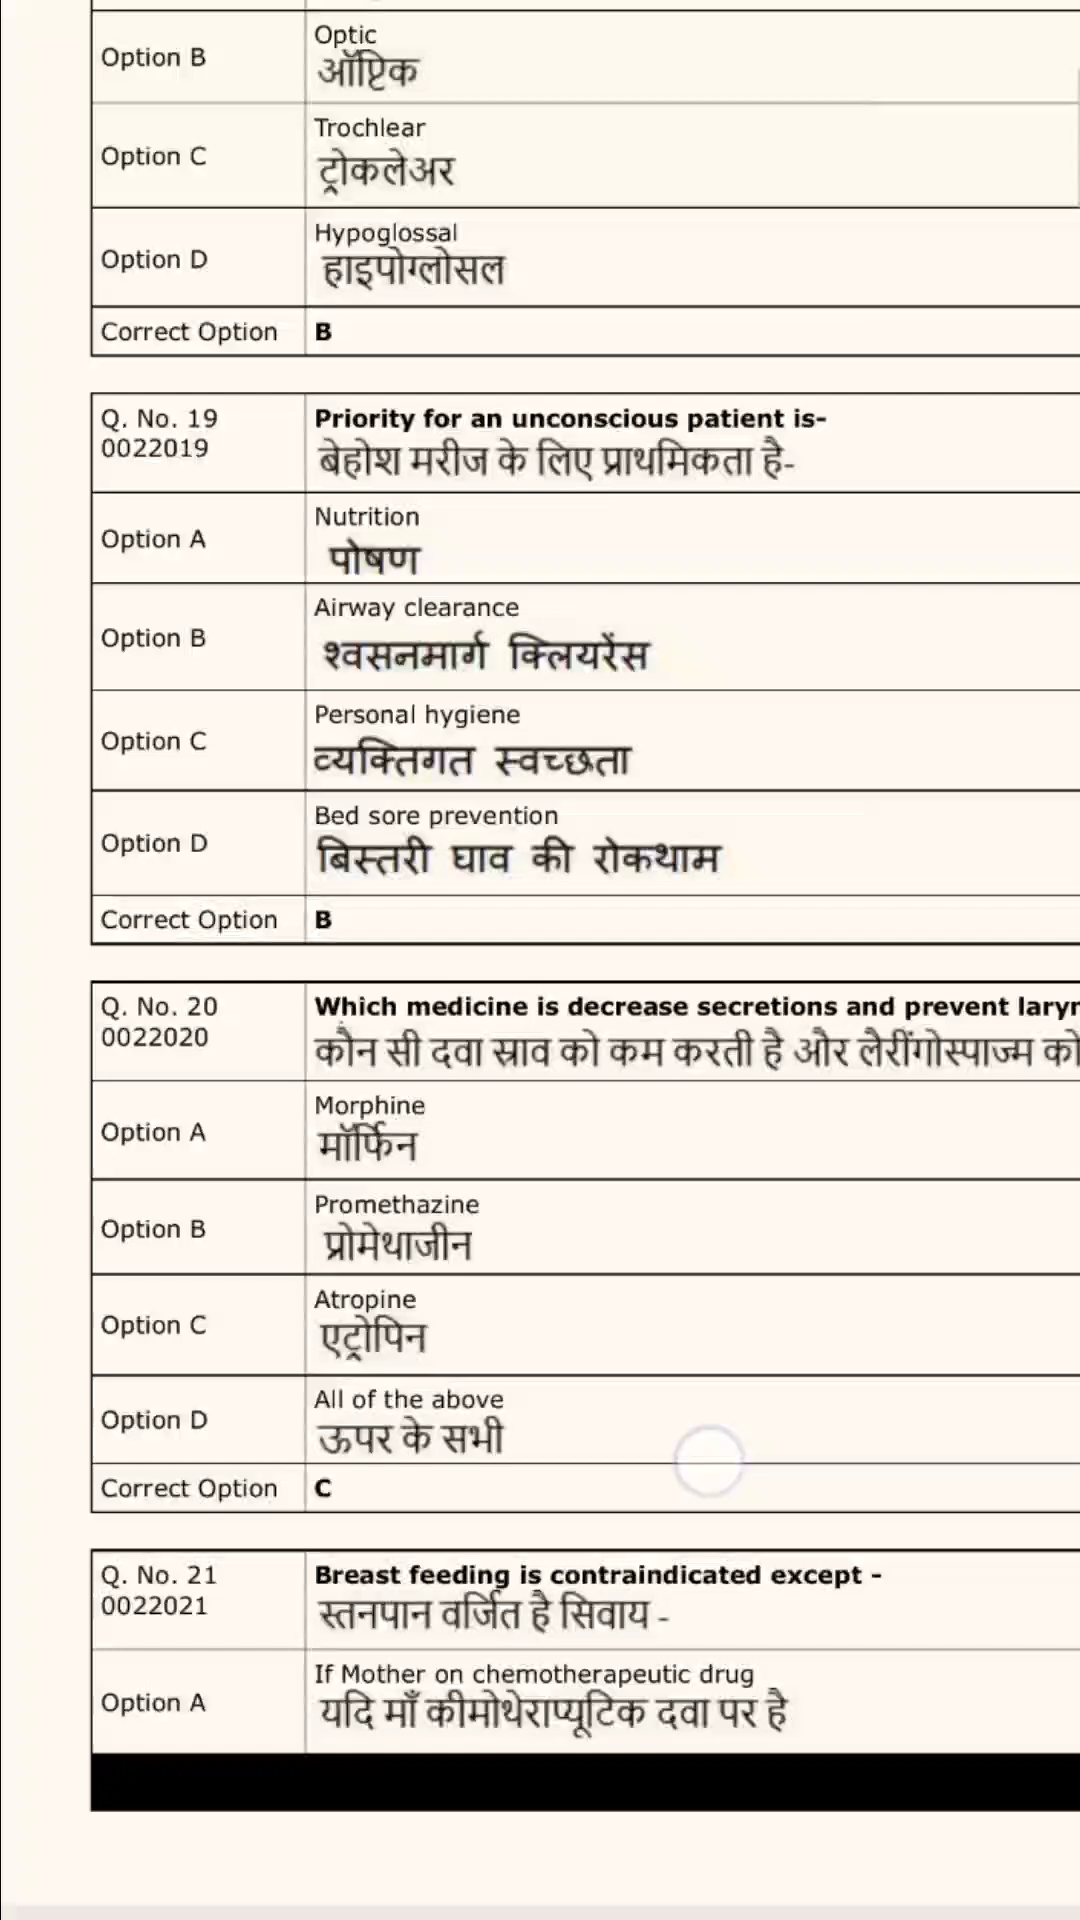 Option B
Optic
ऑप्टिक
Option C
Trochlear
ट्रोकलेअर
Option D
Hypoglossal
हाइपोग्लोसल
Correct Option
B
Q. No. 19
0022019
Priority for an unconscious patient is-
बेहोश मरीज के लिए प्राथमिकता है-
Option A
Nutrition
पोषण
Option B
Airway clearance
श्वसनमार्ग क्लियरेंस
Option C
Personal hygiene
व्यक्तिगत स्वच्छता
Option D
Bed sore prevention
बिस्तरी घाव की रोकथाम
Correct Option
B
Q. No. 20
0022020
Which medicine is decrease secretions and prevent laryr
कौन सी दवा स्राव को कम करती है और लैरींगोस्पाज्म को
Option A
Morphine
मॉर्फिन
Option B
Promethazine
प्रोमेथाजीन
Option C
Atropine
एट्रोपिन
Option D
All of the above
ऊपर के सभी
Correct Option
C
Q. No. 21
0022021
Breast feeding is contraindicated except -
स्तनपान वर्जित है सिवाय -
Option A
If Mother on chemotherapeutic drug
यदि माँ कीमोथेराप्यूटिक दवा पर है